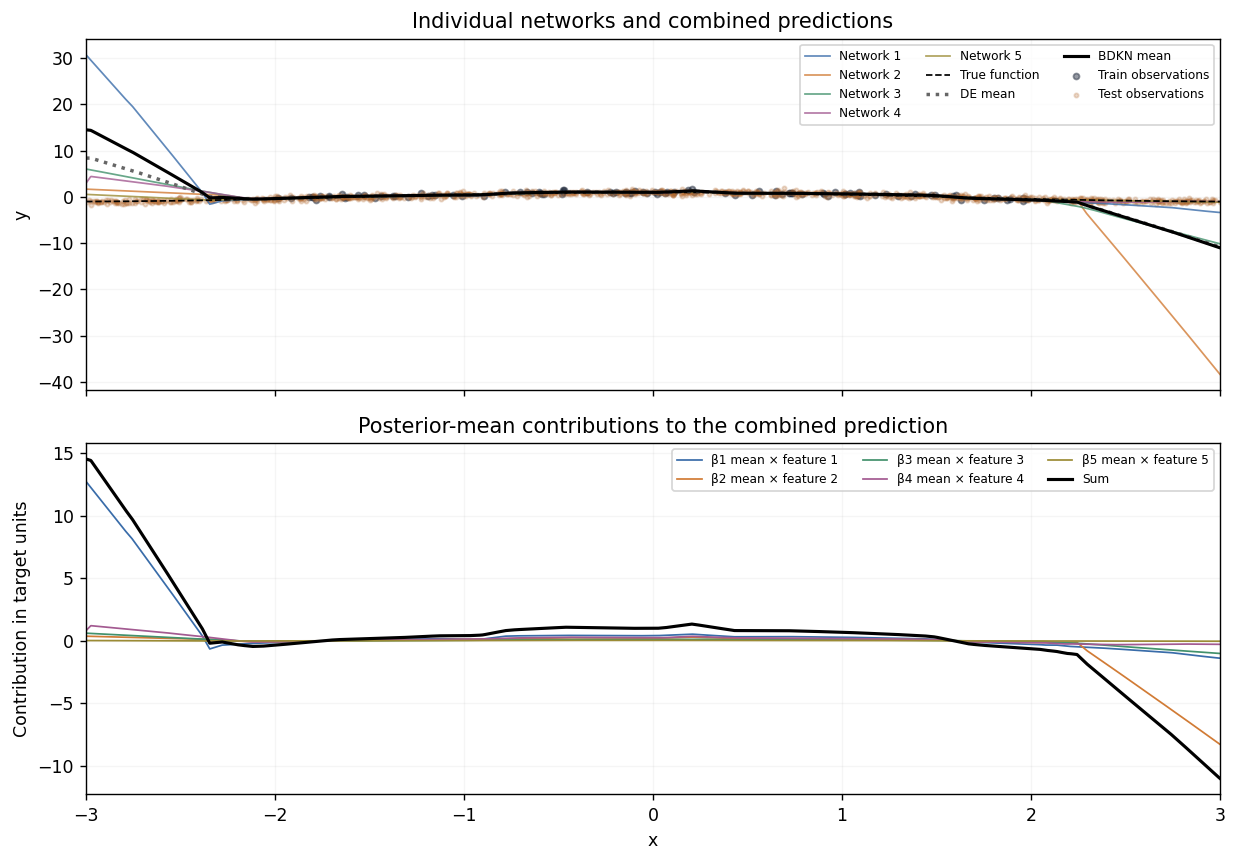 Individual networks and combined predictions
30
20
10
0
−10
−20
−30
−40
y
Network 1
Network 2
Network 3
Network 4
Network 5
True function
DE mean
BDKN mean
Train observations
Test observations
Posterior-mean contributions to the combined prediction
15
10
5
0
−5
−10
Contribution in target units
β1 mean × feature 1
β2 mean × feature 2
β3 mean × feature 3
β4 mean × feature 4
β5 mean × feature 5
Sum
−3
−2
−1
0
1
2
3
x